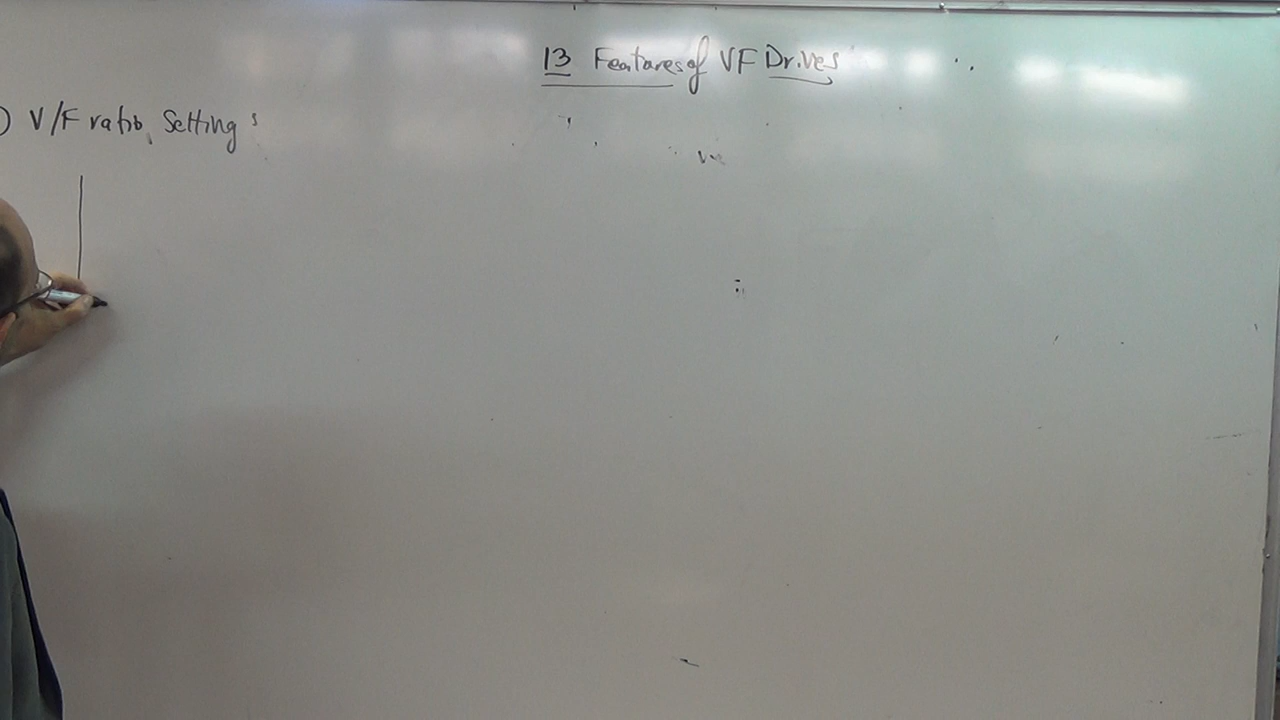 13 Features of VF Drives
) V/F ratio Setting s